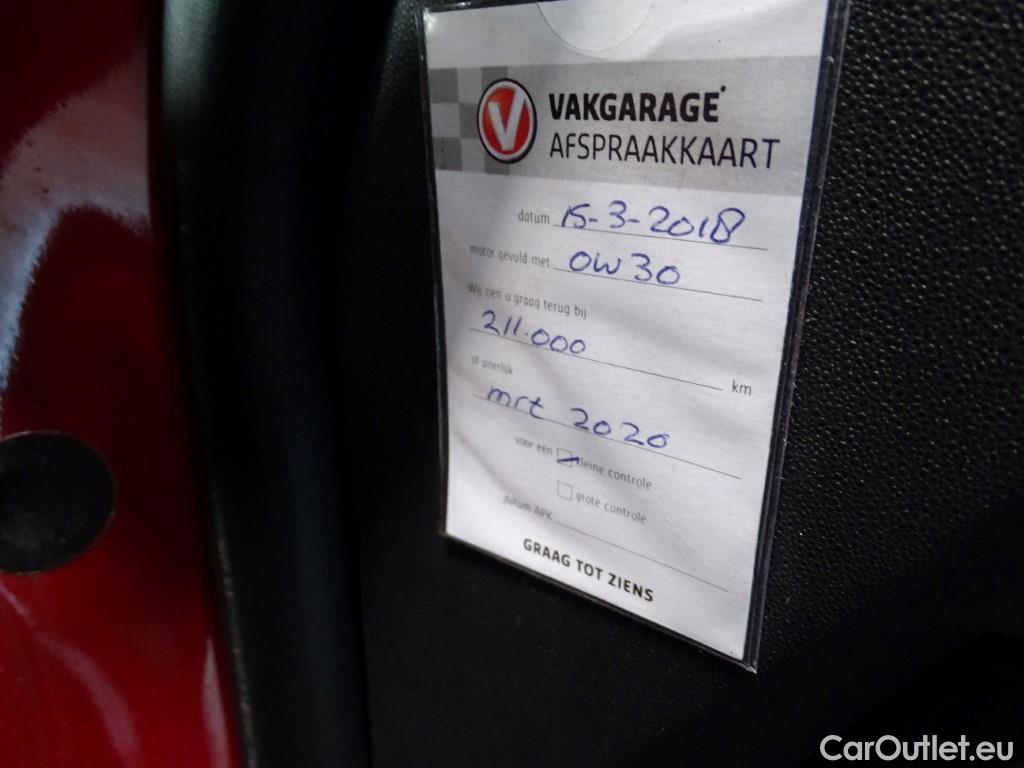 V
VAKGARAGE
AFSPRAAKKAART
datum 15-3-2018
motor gevuld met 0W30
Wij zien u graag terug bij
211.000 km
of uiterlijk
mrt 2020
voor een kleine controle
grote controle
datum APK
GRAAG TOT ZIENS
CarOutlet.eu